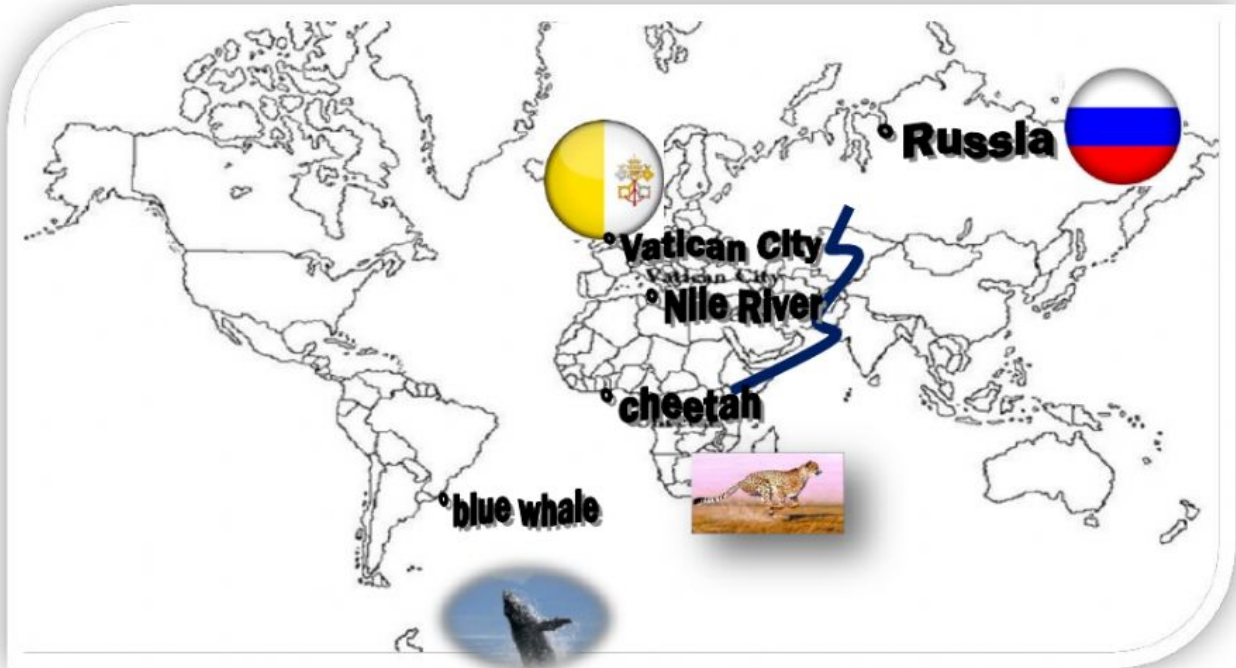 Russia
Vatican City
Vatican City
Nile River
cheetah
blue whale